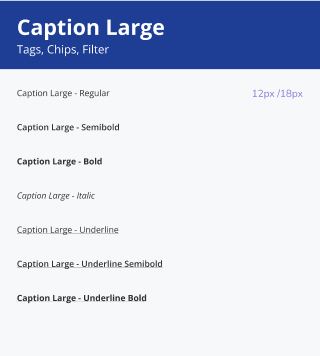 Caption Large
Tags, Chips, Filter
Caption Large - Regular
12px /18px
Caption Large - Semibold
Caption Large - Bold
Caption Large - Italic
Caption Large - Underline
Caption Large - Underline Semibold
Caption Large - Underline Bold